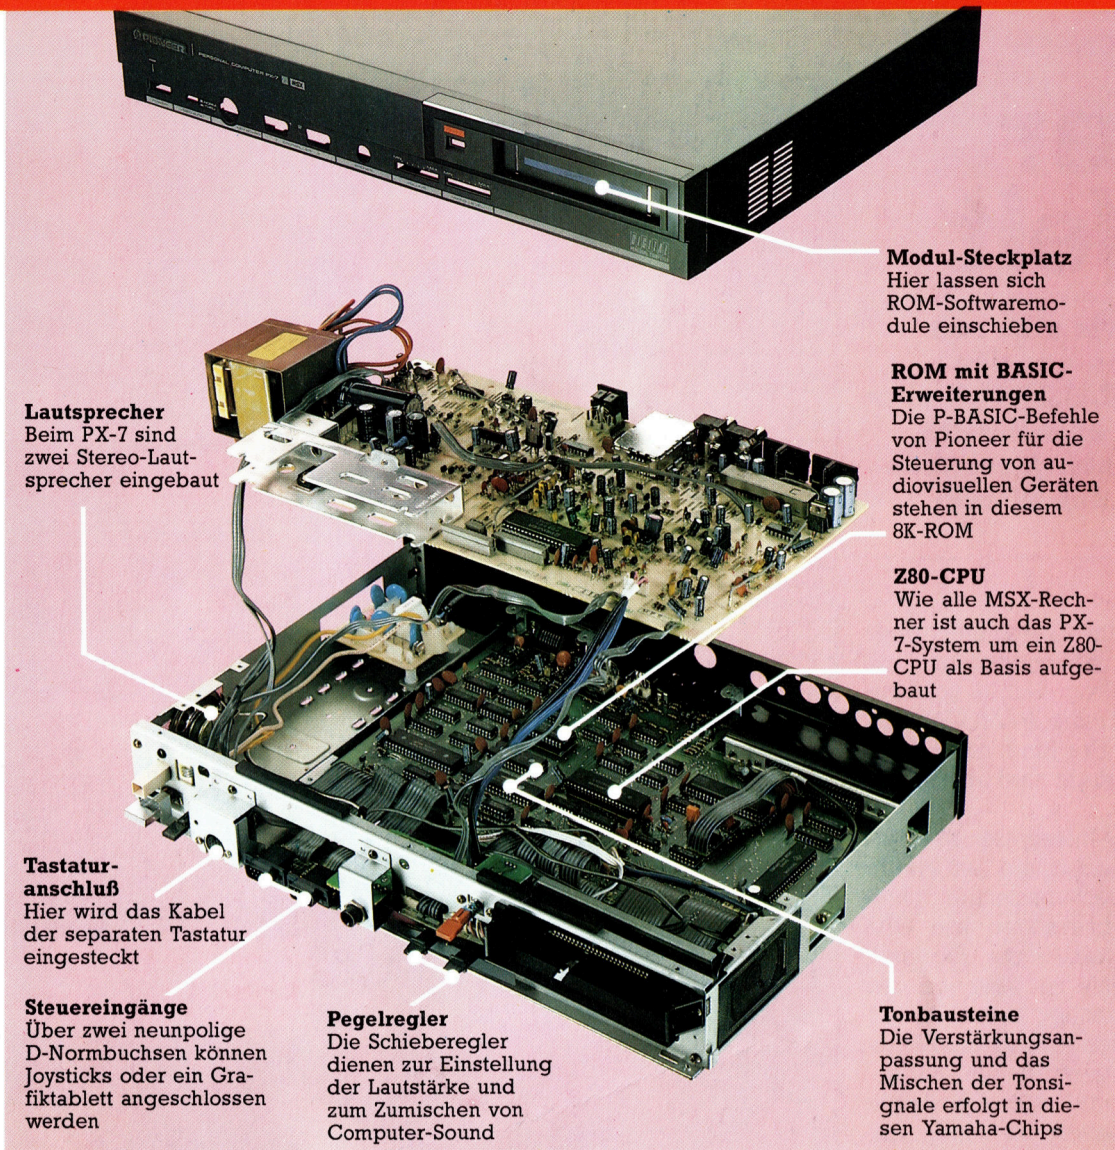 PIONEER
PERSONAL COMPUTER PX-7
MSX
Modul-Steckplatz
Hier lassen sich
ROM-Softwaremo-
dule einschieben
ROM mit BASIC-
Erweiterungen
Die P-BASIC-Befehle
von Pioneer für die
Steuerung von au-
diovisuellen Geräten
stehen in diesem
8K-ROM
Lautsprecher
Beim PX-7 sind
zwei Stereo-Laut-
sprecher eingebaut
Z80-CPU
Wie alle MSX-Rech-
ner ist auch das PX-
7-System um ein Z80-
CPU als Basis aufge-
baut
Tastatur-
anschluß
Hier wird das Kabel
der separaten Tastatur
eingesteckt
Steuereingänge
Über zwei neunpolige
D-Normbuchsen können
Joysticks oder ein Gra-
fiktablett angeschlossen
werden
Pegelregler
Die Schieberegler
dienen zur Einstellung
der Lautstärke und
zum Zumischen von
Computer-Sound
Tonbausteine
Die Verstärkungsan-
passung und das
Mischen der Tonsi-
gnale erfolgt in die-
sen Yamaha-Chips